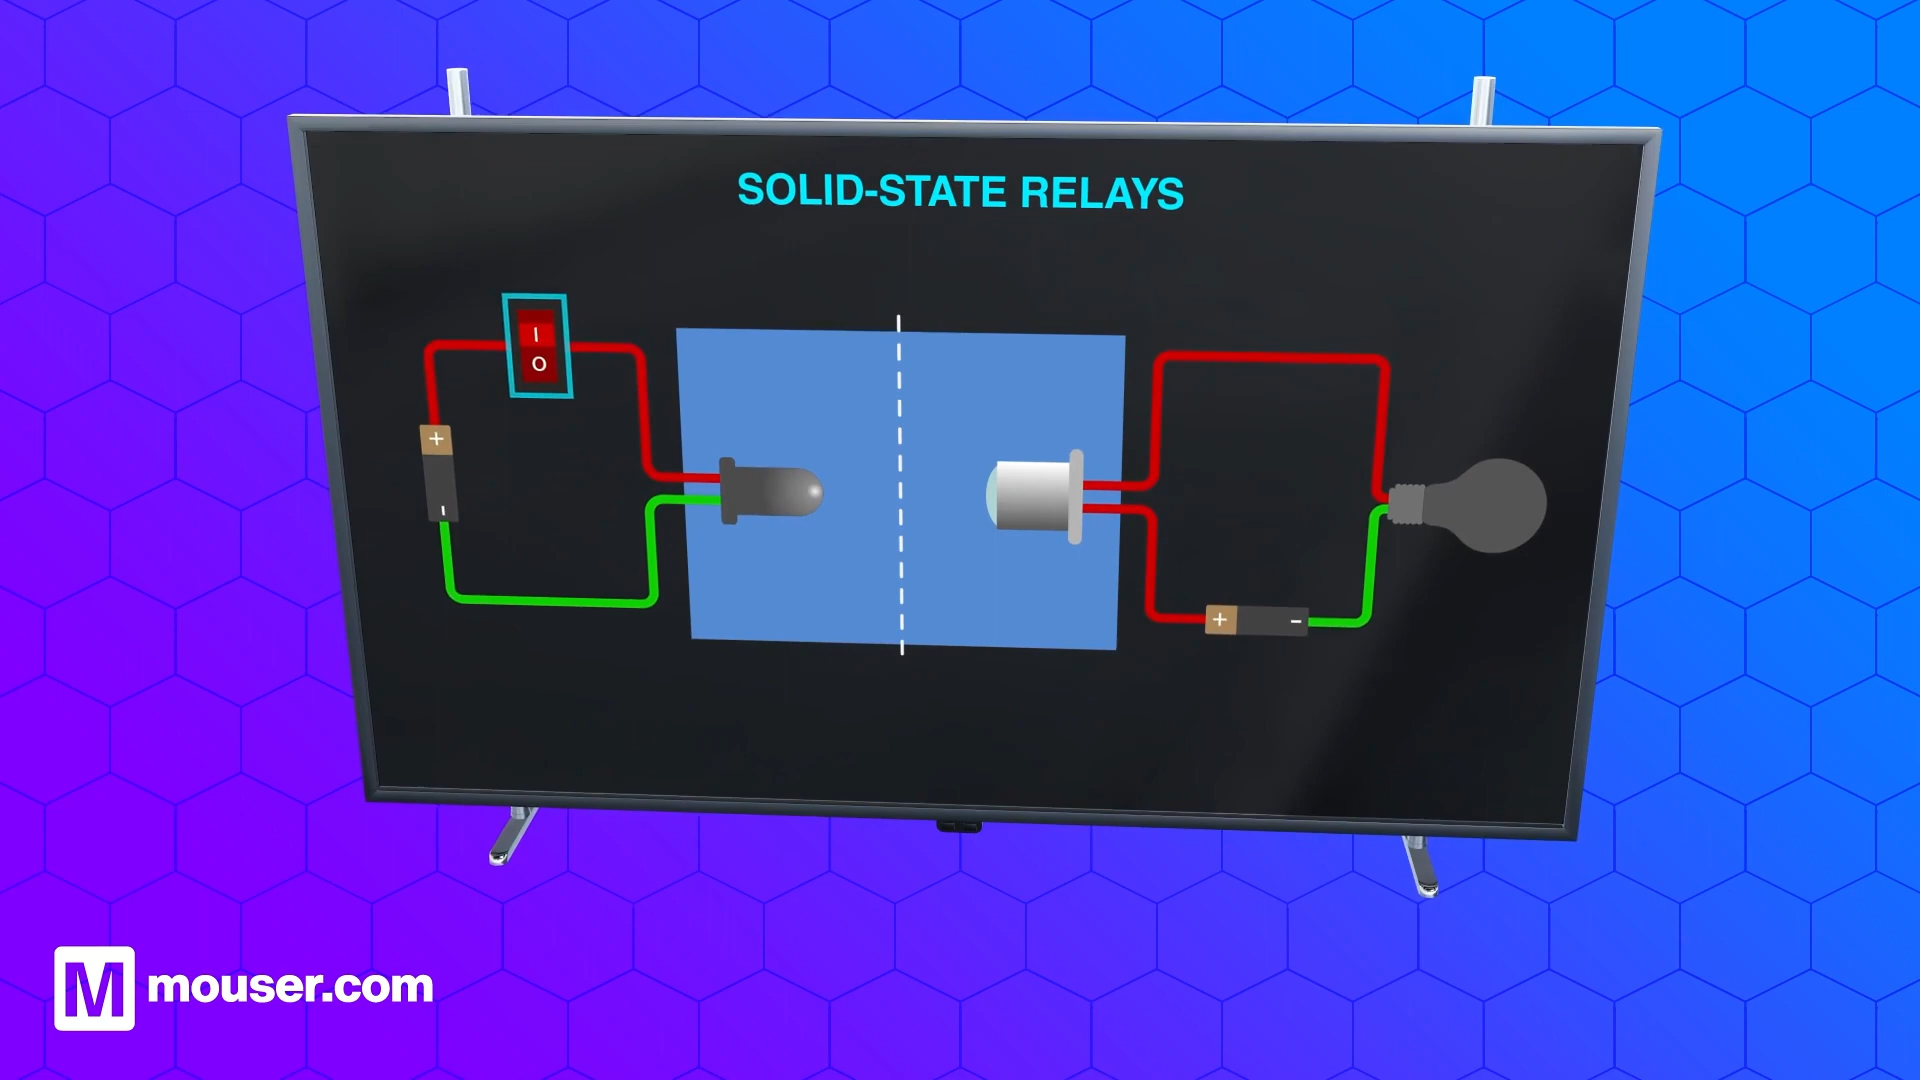 SOLID-STATE RELAYS
I
O
+
-
+
-
M mouser.com